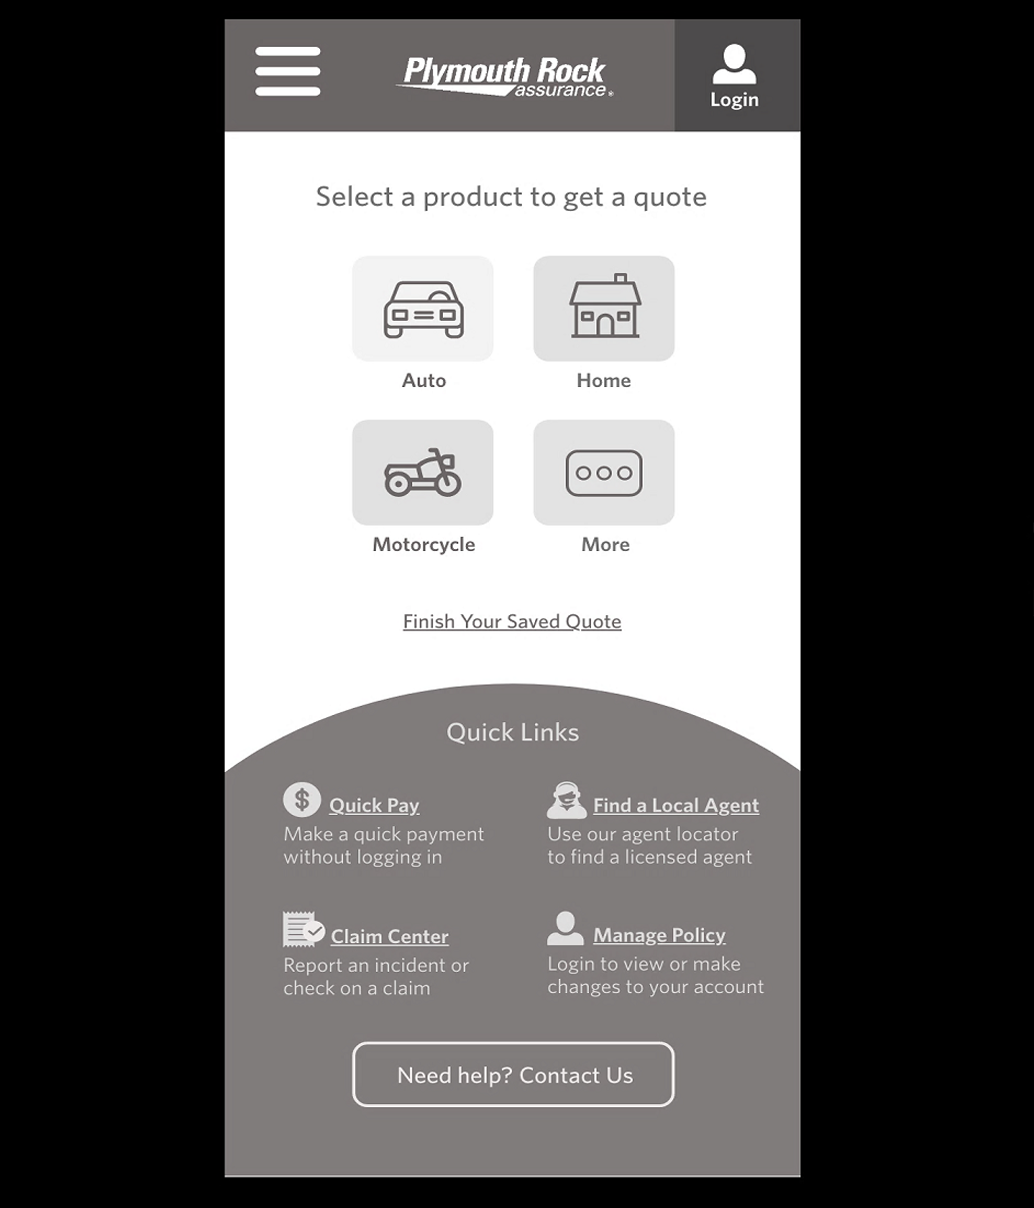 Plymouth Rock
assurance®
Login
Select a product to get a quote
Auto
Home
Motorcycle
More
Finish Your Saved Quote
Quick Links
$
Quick Pay
Make a quick payment
without logging in
Find a Local Agent
Use our agent locator
to find a licensed agent
Claim Center
Report an incident or
check on a claim
Manage Policy
Login to view or make
changes to your account
Need help? Contact Us